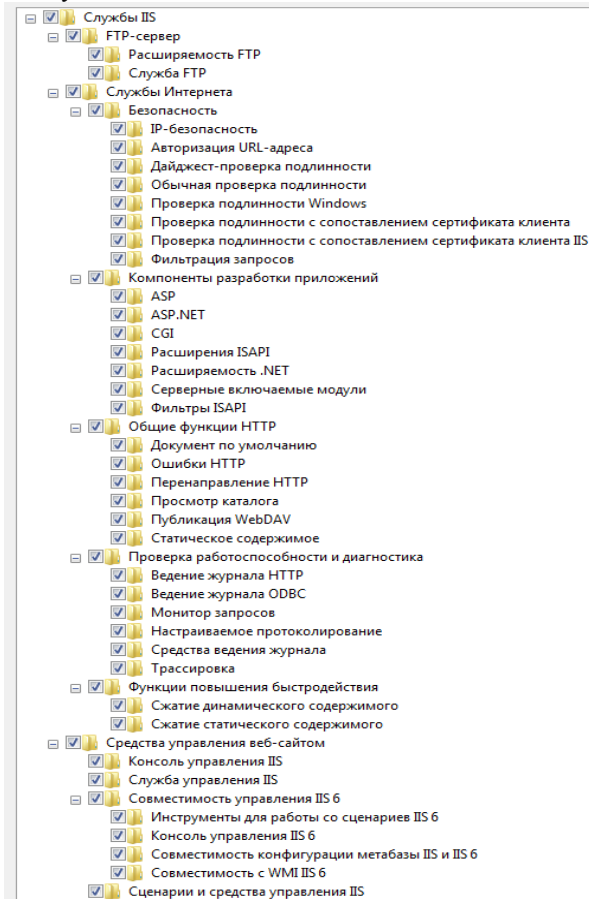 Службы IIS
FTP-сервер
Расширяемость FTP
Служба FTP
Службы Интернета
Безопасность
IP-безопасность
Авторизация URL-адреса
Дайджест-проверка подлинности
Обычная проверка подлинности
Проверка подлинности Windows
Проверка подлинности с сопоставлением сертификата клиента
Проверка подлинности с сопоставлением сертификата клиента IIS
Фильтрация запросов
Компоненты разработки приложений
ASP
ASP.NET
CGI
Расширения ISAPI
Расширяемость .NET
Серверные включаемые модули
Фильтры ISAPI
Общие функции HTTP
Документ по умолчанию
Ошибки HTTP
Перенаправление HTTP
Просмотр каталога
Публикация WebDAV
Статическое содержимое
Проверка работоспособности и диагностика
Ведение журнала HTTP
Ведение журнала ODBC
Монитор запросов
Настраиваемое протоколирование
Средства ведения журнала
Трассировка
Функции повышения быстродействия
Сжатие динамического содержимого
Сжатие статического содержимого
Средства управления веб-сайтом
Консоль управления IIS
Служба управления IIS
Совместимость управления IIS 6
Инструменты для работы со сценариев IIS 6
Консоль управления IIS 6
Совместимость конфигурации метабазы IIS и IIS 6
Совместимость с WMI IIS 6
Сценарии и средства управления IIS